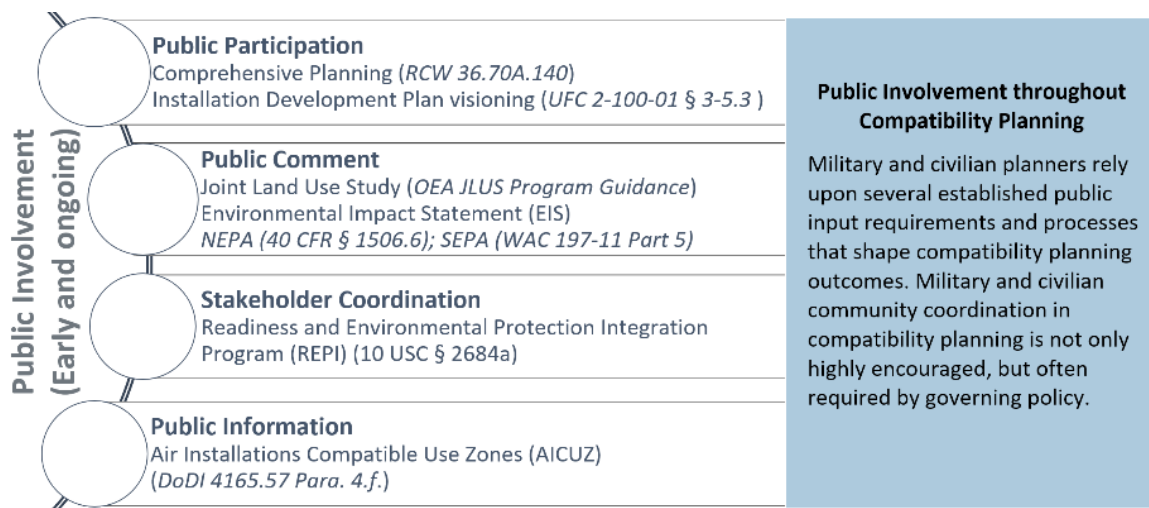 Public Involvement
(Early and ongoing)
Public Participation
Comprehensive Planning (RCW 36.70A.140)
Installation Development Plan visioning (UFC 2-100-01 § 3-5.3 )
Public Comment
Joint Land Use Study (OEA JLUS Program Guidance)
Environmental Impact Statement (EIS)
NEPA (40 CFR § 1506.6); SEPA (WAC 197-11 Part 5)
Stakeholder Coordination
Readiness and Environmental Protection Integration
Program (REPI) (10 USC § 2684a)
Public Information
Air Installations Compatible Use Zones (AICUZ)
(DoDI 4165.57 Para. 4.f.)
Public Involvement throughout
Compatibility Planning
Military and civilian planners rely
upon several established public
input requirements and processes
that shape compatibility planning
outcomes. Military and civilian
community coordination in
compatibility planning is not only
highly encouraged, but often
required by governing policy.